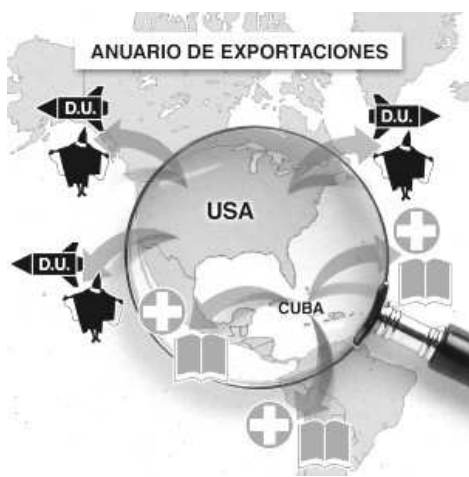 ANUARIO DE EXPORTACIONES
D.U.
D.U.
USA
D.U.
CUBA